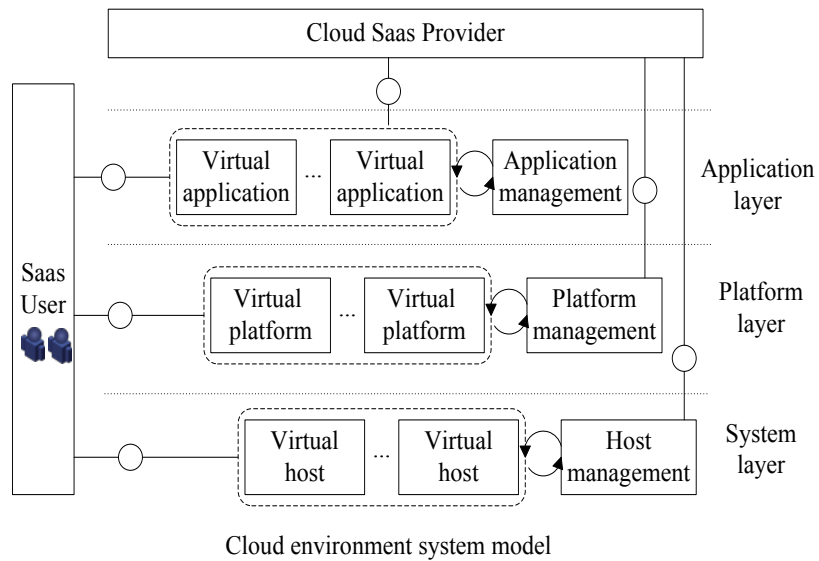 Cloud Saas Provider
Virtual application ... Virtual application
Application management
Application layer
Saas User
Virtual platform ... Virtual platform
Platform management
Platform layer
Virtual host ... Virtual host
Host management
System layer
Cloud environment system model